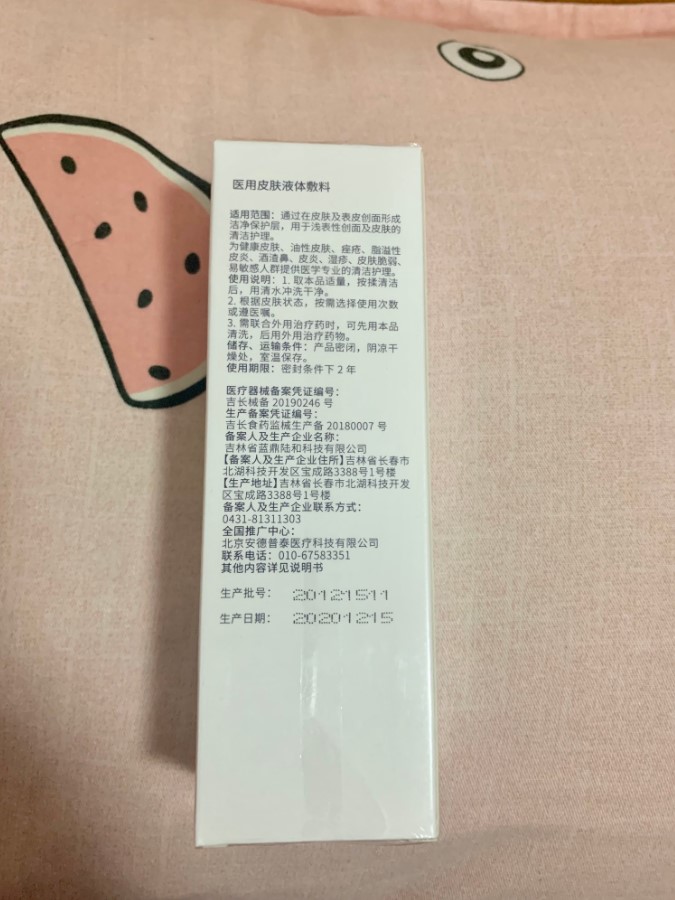 医用皮肤液体敷料
适用范围：通过在皮肤及表皮创面形成
洁净保护层，用于浅表性创面及皮肤的
清洁护理。
为健康皮肤、油性皮肤、痤疮、脂溢性
皮炎、酒渣鼻、皮炎、湿疹、皮肤脆弱、
易敏感人群提供医学专业的清洁护理。
使用说明：1. 取本品适量，按揉清洁
后，用清水冲洗干净。
2. 根据皮肤状态，按需选择使用次数
或遵医嘱。
3. 需联合外用治疗药时，可先用本品
清洗，后用外用治疗药物。
储存、运输条件：产品密闭，阴凉干
燥处，室温保存。
使用期限：密封条件下 2 年
医疗器械备案凭证编号：
吉长械备 20190246 号
生产备案凭证编号：
吉长食药监械生产备 20180007 号
备案人及生产企业名称：
吉林省蓝鼎陆和科技有限公司
【备案人及生产企业住所】吉林省长春市
北湖科技开发区宝成路3388号1号楼
【生产地址】吉林省长春市北湖科技开发
区宝成路3388号1号楼
备案人及生产企业联系方式：
0431-81311303
全国推广中心：
北京安德普泰医疗科技有限公司
联系电话：010-67583351
其他内容详见说明书
生产批号： 20121511
生产日期： 20201215